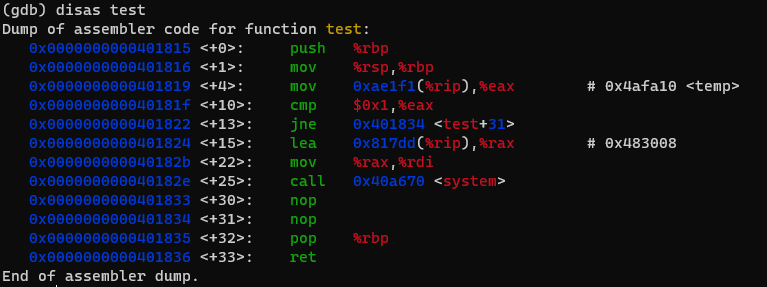 (gdb) disas test
Dump of assembler code for function test:
   0x0000000000401815 <+0>:     push   %rbp
   0x0000000000401816 <+1>:     mov    %rsp,%rbp
   0x0000000000401819 <+4>:     mov    0xae1f1(%rip),%eax        # 0x4afa10 <temp>
   0x000000000040181f <+10>:    cmp    $0x1,%eax
   0x0000000000401822 <+13>:    jne    0x401834 <test+31>
   0x0000000000401824 <+15>:    lea    0x817dd(%rip),%rax        # 0x483008
   0x000000000040182b <+22>:    mov    %rax,%rdi
   0x000000000040182e <+25>:    call   0x40a670 <system>
   0x0000000000401833 <+30>:    nop
   0x0000000000401834 <+31>:    nop
   0x0000000000401835 <+32>:    pop    %rbp
   0x0000000000401836 <+33>:    ret
End of assembler dump.